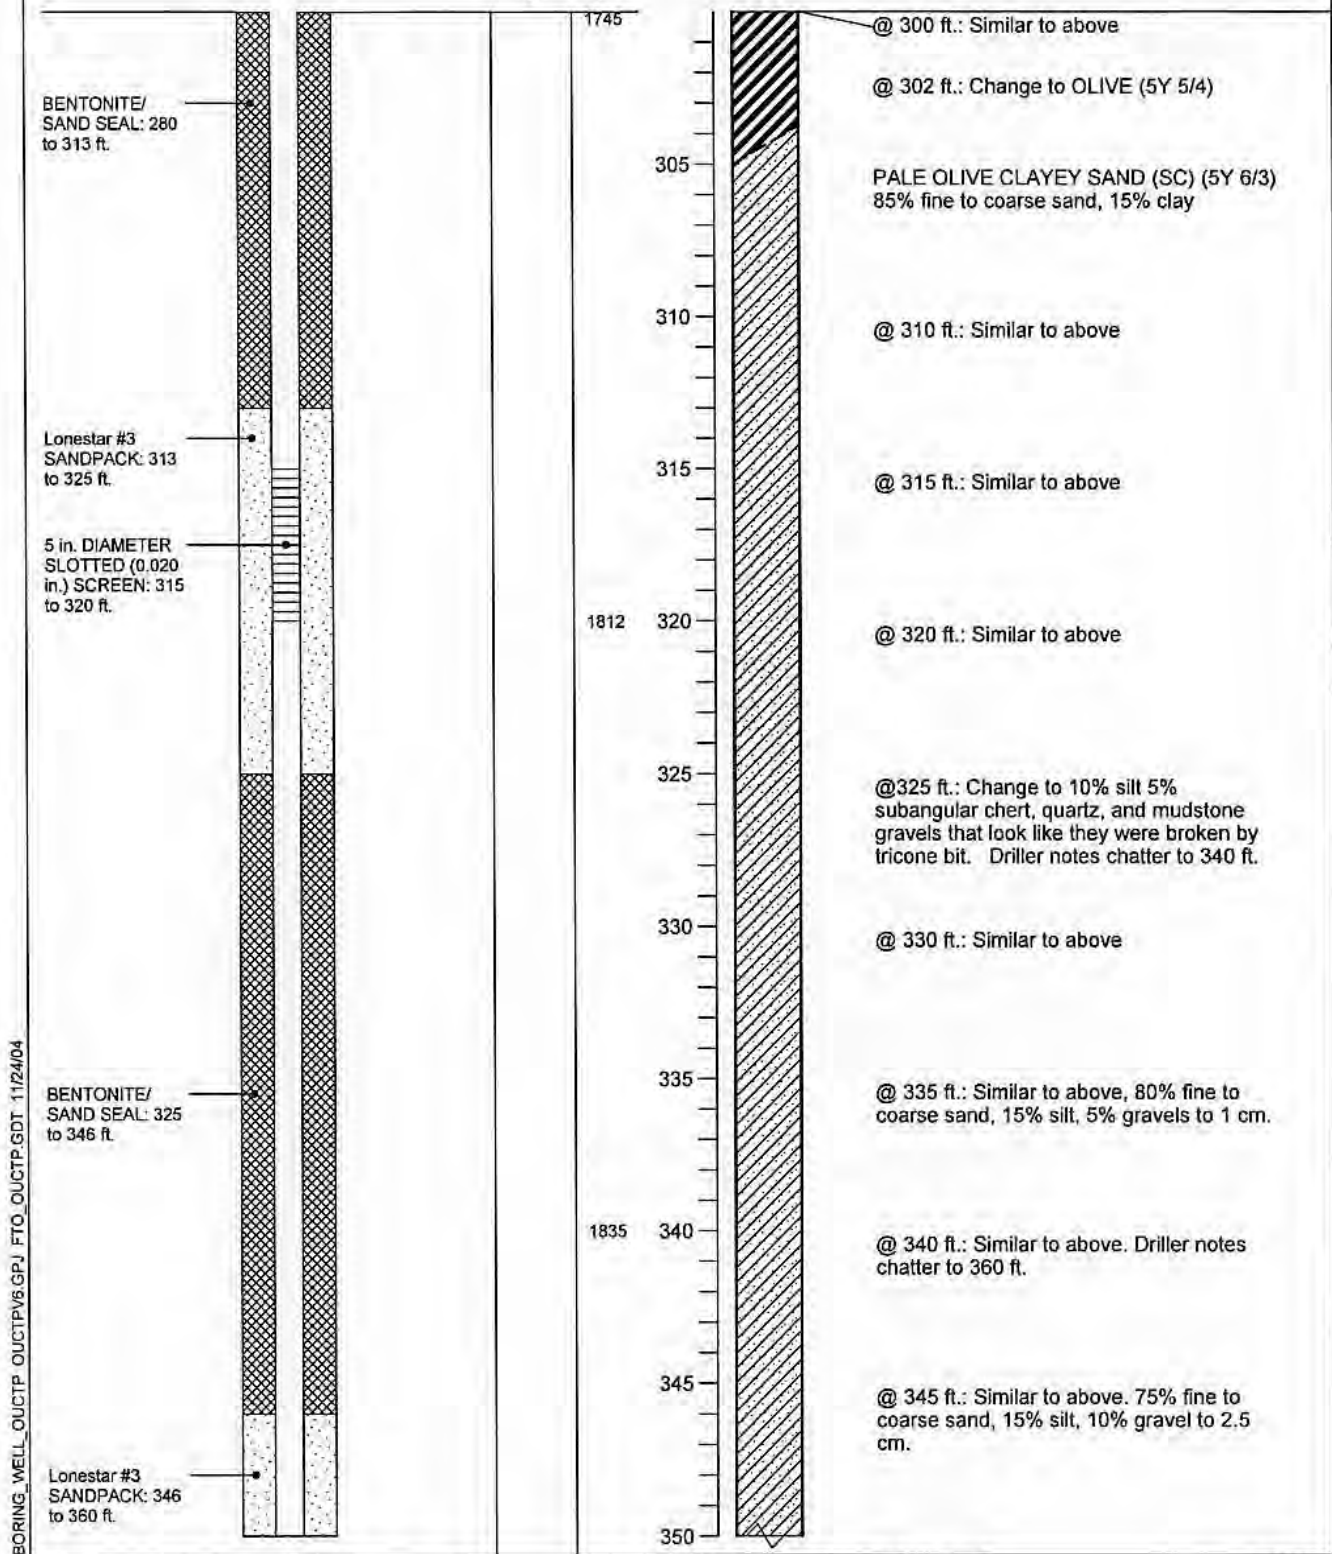 1745
@ 300 ft.: Similar to above
@ 302 ft.: Change to OLIVE (5Y 5/4)
BENTONITE/
SAND SEAL: 280
to 313 ft.
305
PALE OLIVE CLAYEY SAND (SC) (5Y 6/3)
85% fine to coarse sand, 15% clay
310
@ 310 ft.: Similar to above
Lonestar #3
SANDPACK: 313
to 325 ft.
315
@ 315 ft.: Similar to above
5 in. DIAMETER
SLOTTED (0.020
in.) SCREEN: 315
to 320 ft.
1812
320
@ 320 ft.: Similar to above
325
@325 ft.: Change to 10% silt 5%
subangular chert, quartz, and mudstone
gravels that look like they were broken by
tricone bit. Driller notes chatter to 340 ft.
330
@ 330 ft.: Similar to above
335
@ 335 ft.: Similar to above, 80% fine to
coarse sand, 15% silt, 5% gravels to 1 cm.
BENTONITE/
SAND SEAL: 325
to 346 ft.
1835
340
@ 340 ft.: Similar to above. Driller notes
chatter to 360 ft.
345
@ 345 ft.: Similar to above. 75% fine to
coarse sand, 15% silt, 10% gravel to 2.5
cm.
Lonestar #3
SANDPACK: 346
to 360 ft.
350
BORING_WELL_OUCTP OUCTPV6.GPJ FTO_OUCTP.GDT 11/24/04